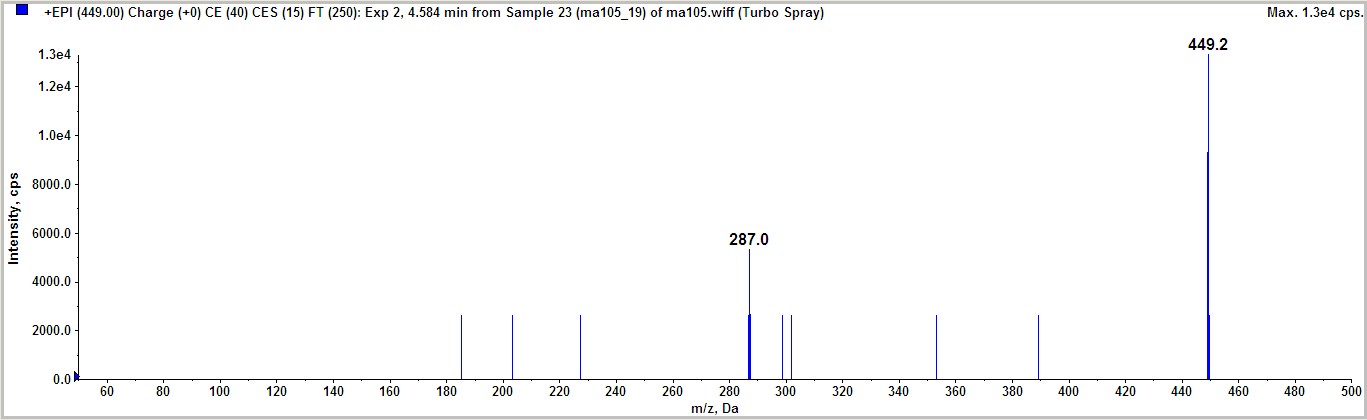 +EPI (449.00) Charge (+0) CE (40) CES (15) FT (250): Exp 2, 4.584 min from Sample 23 (ma105_19) of ma105.wiff (Turbo Spray)
Max. 1.3e4 cps.
449.2
1.3e4
1.2e4
1.0e4
8000.0
287.0
6000.0
4000.0
2000.0
0.0
Intensity, cps
60 80 100 120 140 160 180 200 220 240 260 280 300 320 340 360 380 400 420 440 460 480 500
m/z, Da